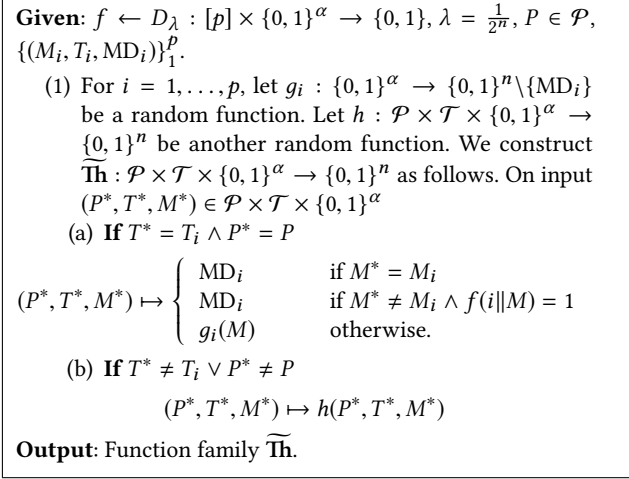 Given: f ← D_λ : [p] × {0, 1}^α → {0, 1}, λ = 1/2^n, P ∈ 𝒫,
{(M_i, T_i, MD_i)}_1^p.
(1) For i = 1, . . . , p, let g_i : {0, 1}^α → {0, 1}^n\{MD_i}
be a random function. Let h : 𝒫 × 𝒯 × {0, 1}^α →
{0, 1}^n be another random function. We construct
T͠h : 𝒫 × 𝒯 × {0, 1}^α → {0, 1}^n as follows. On input
(P*, T*, M*) ∈ 𝒫 × 𝒯 × {0, 1}^α
(a) If T* = T_i ∧ P* = P
(P*, T*, M*) ↦ { MD_i if M* = M_i
MD_i if M* ≠ M_i ∧ f(i||M) = 1
g_i(M) otherwise.
(b) If T* ≠ T_i ∨ P* ≠ P
(P*, T*, M*) ↦ h(P*, T*, M*)
Output: Function family T͠h.